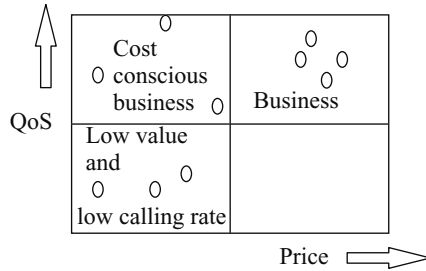 Cost
conscious
business
Business
QoS
Low value
and
low calling rate
Price